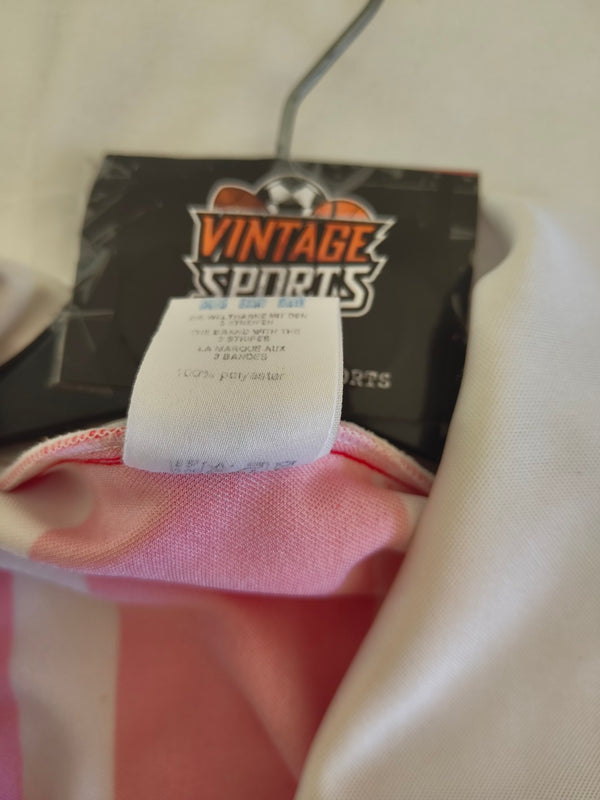 VINTAGE
SPORTS
DIE WELTMARKE MIT DEN
3 STREIFEN
THE BRAND WITH THE
3 STRIPES
LA MARQUE AUX
3 BANDES
100% polyester
ORTS